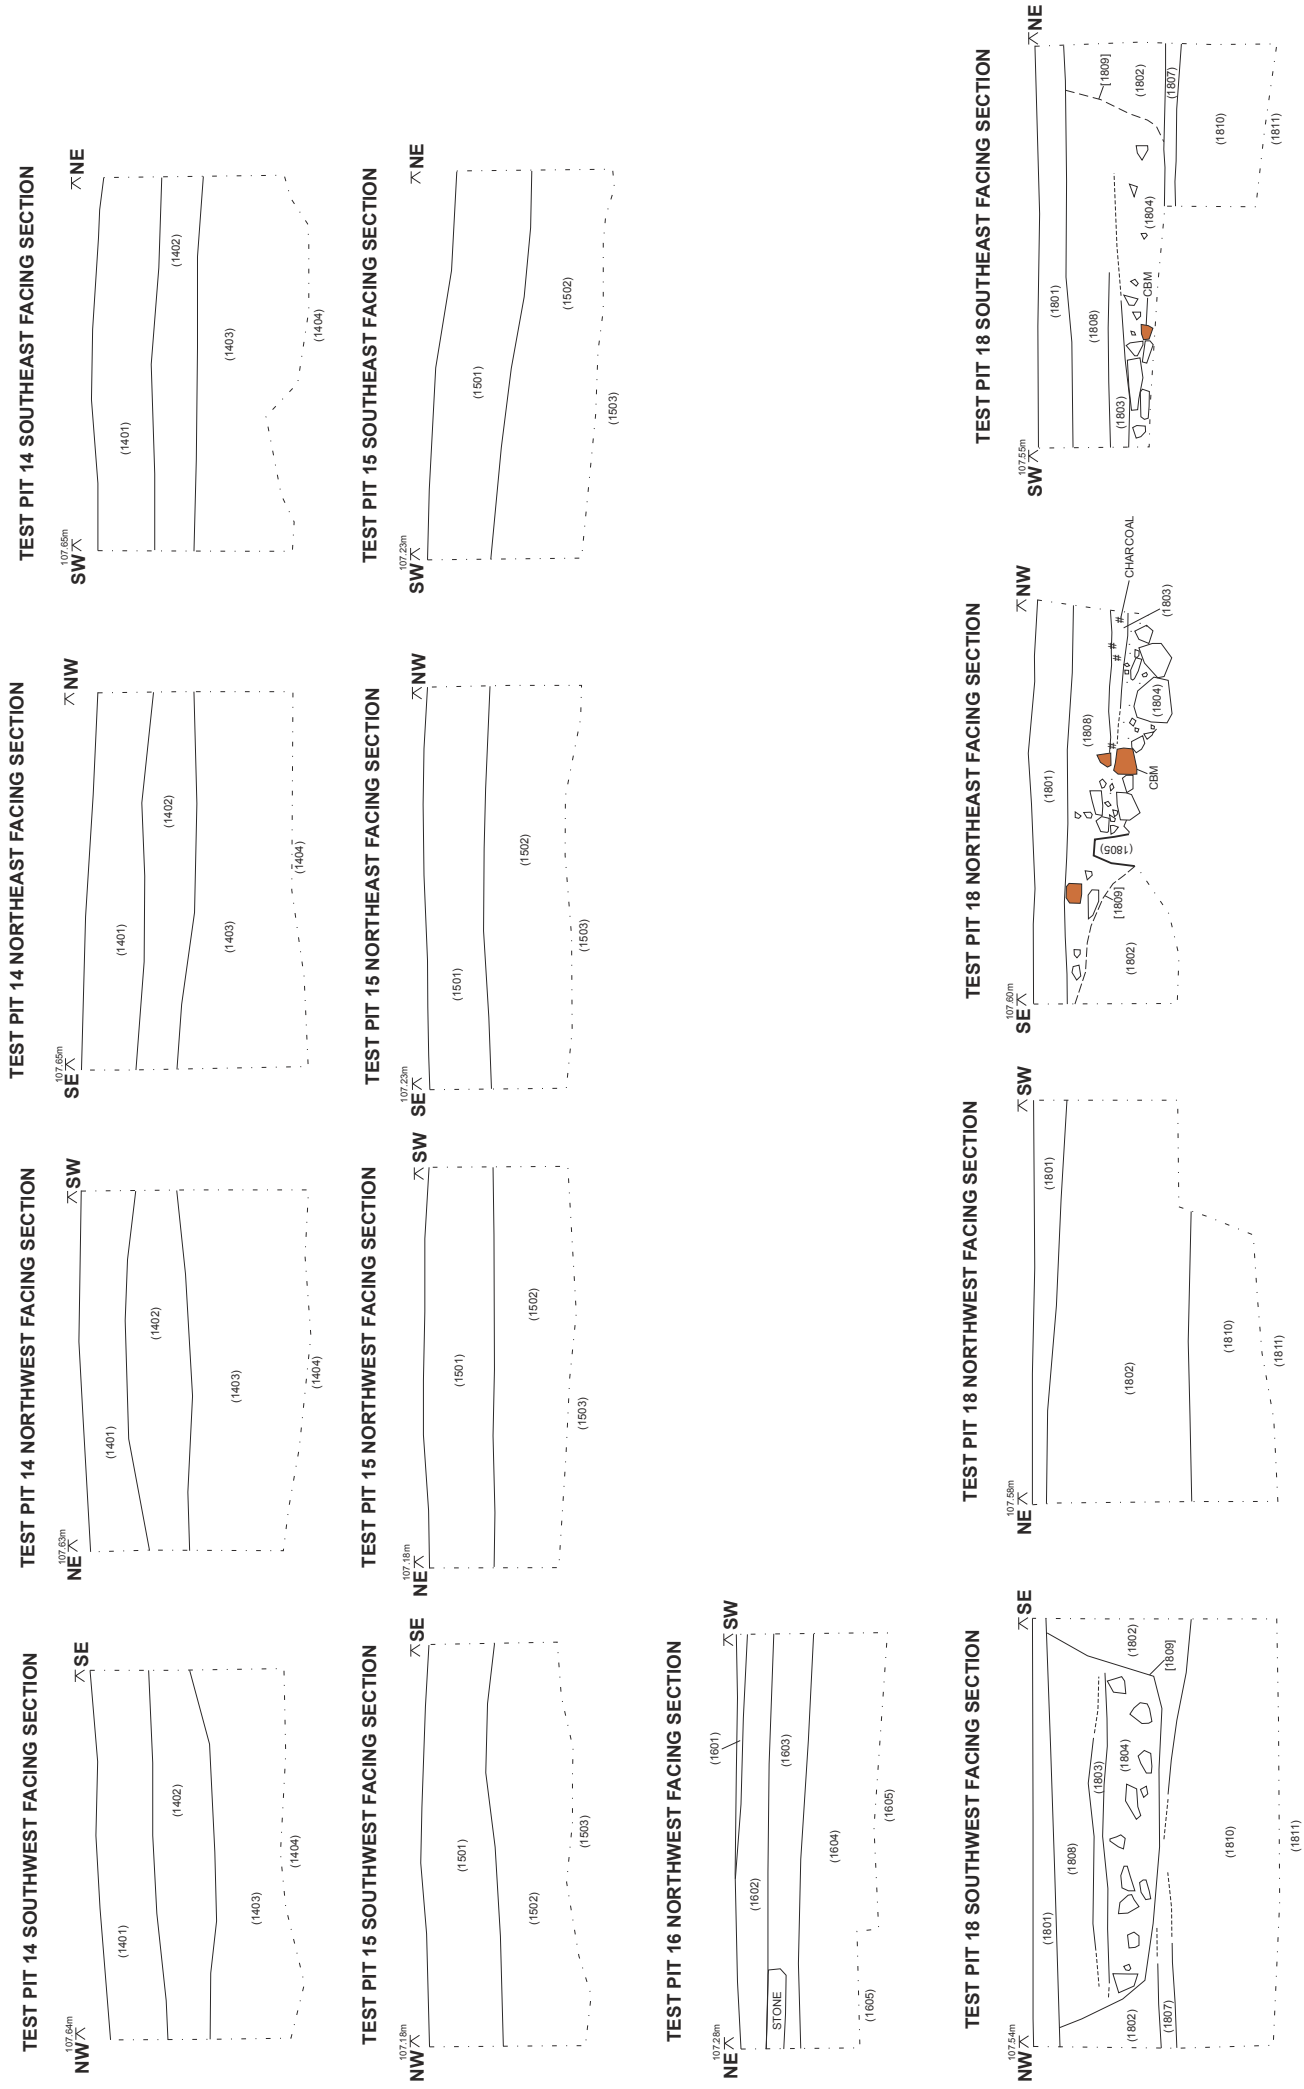 TEST PIT 14 SOUTHWEST FACING SECTION
NW
107.64m
SE
(1401)
(1402)
(1403)
(1404)
TEST PIT 14 NORTHWEST FACING SECTION
NE
107.63m
SW
(1401)
(1402)
(1403)
(1404)
TEST PIT 14 NORTHEAST FACING SECTION
SE
107.65m
NW
(1401)
(1402)
(1403)
(1404)
TEST PIT 14 SOUTHEAST FACING SECTION
SW
107.65m
NE
(1401)
(1402)
(1403)
(1404)
TEST PIT 15 SOUTHWEST FACING SECTION
NW
107.18m
SE
(1501)
(1502)
(1503)
TEST PIT 15 NORTHWEST FACING SECTION
NE
107.18m
SW
(1501)
(1502)
(1503)
TEST PIT 15 NORTHEAST FACING SECTION
SE
107.23m
NW
(1501)
(1502)
(1503)
TEST PIT 15 SOUTHEAST FACING SECTION
SW
107.23m
NE
(1501)
(1502)
(1503)
TEST PIT 16 NORTHWEST FACING SECTION
NE
107.28m
SW
(1601)
(1602)
(1603)
STONE
(1604)
(1605)
(1605)
TEST PIT 18 SOUTHWEST FACING SECTION
NW
107.54m
SE
(1801)
(1808)
(1803)
(1804)
(1802)
(1802)
[1809]
(1807)
(1810)
(1811)
TEST PIT 18 NORTHWEST FACING SECTION
NE
107.58m
SW
(1801)
(1802)
(1810)
(1811)
TEST PIT 18 NORTHEAST FACING SECTION
SE
107.60m
NW
(1801)
(1808)
(1805)
[1809]
(1802)
CBM
(1804)
(1803)
CHARCOAL
TEST PIT 18 SOUTHEAST FACING SECTION
SW
107.55m
NE
(1801)
(1808)
(1803)
CBM
(1804)
[1809]
(1802)
(1807)
(1810)
(1811)